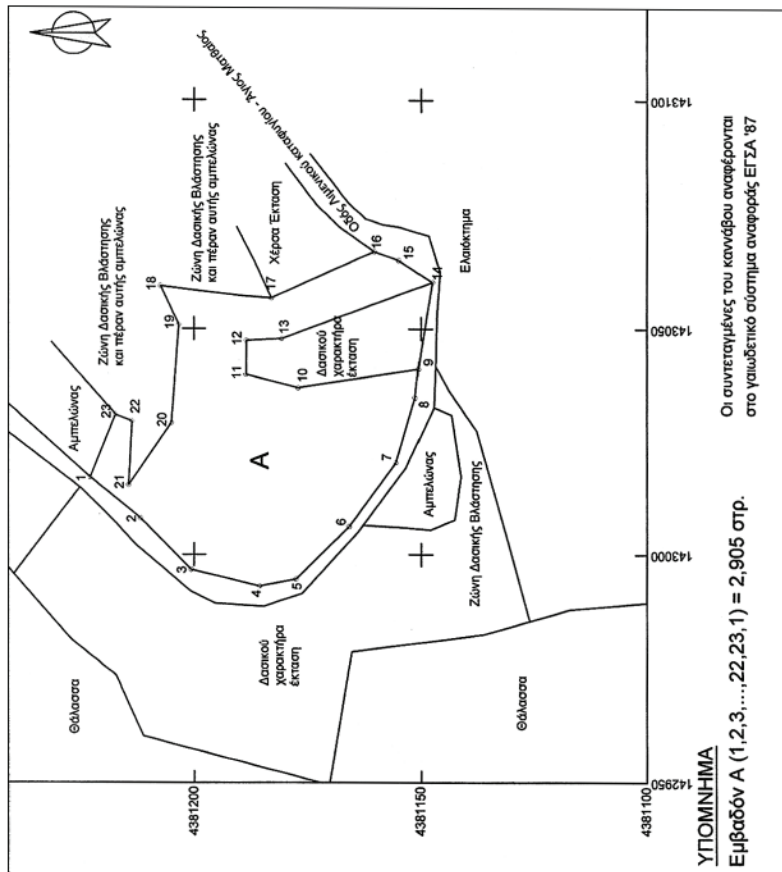 Οδός Λιμενικού καταφυγίου - Άγιος Ματθαίος
143100
Ζώνη Δασικής Βλάστησης
και πέραν αυτής αμπελώνας
Ζώνη Δασικής Βλάστησης
και πέραν αυτής αμπελώνας
Χέρσα Έκταση
Αμπελώνας
23
22
21
20
19
18
17
16
15
14
13
12
11
10
9
8
7
6
5
4
3
2
1
Δασικού
χαρακτήρα
έκταση
Ελαιόκτημα
143050
A
Αμπελώνας
Ζώνη Δασικής Βλάστησης
143000
Δασικού
χαρακτήρα
έκταση
Θάλασσα
Θάλασσα
142950
4381200
4381150
4381100
Οι συντεταγμένες του καννάβου αναφέρονται
στο γαιωδετικό σύστημα αναφοράς ΕΓΣΑ '87
ΥΠΟΜΝΗΜΑ
Εμβαδόν Α (1,2,3,...,22,23,1) = 2,905 στρ.